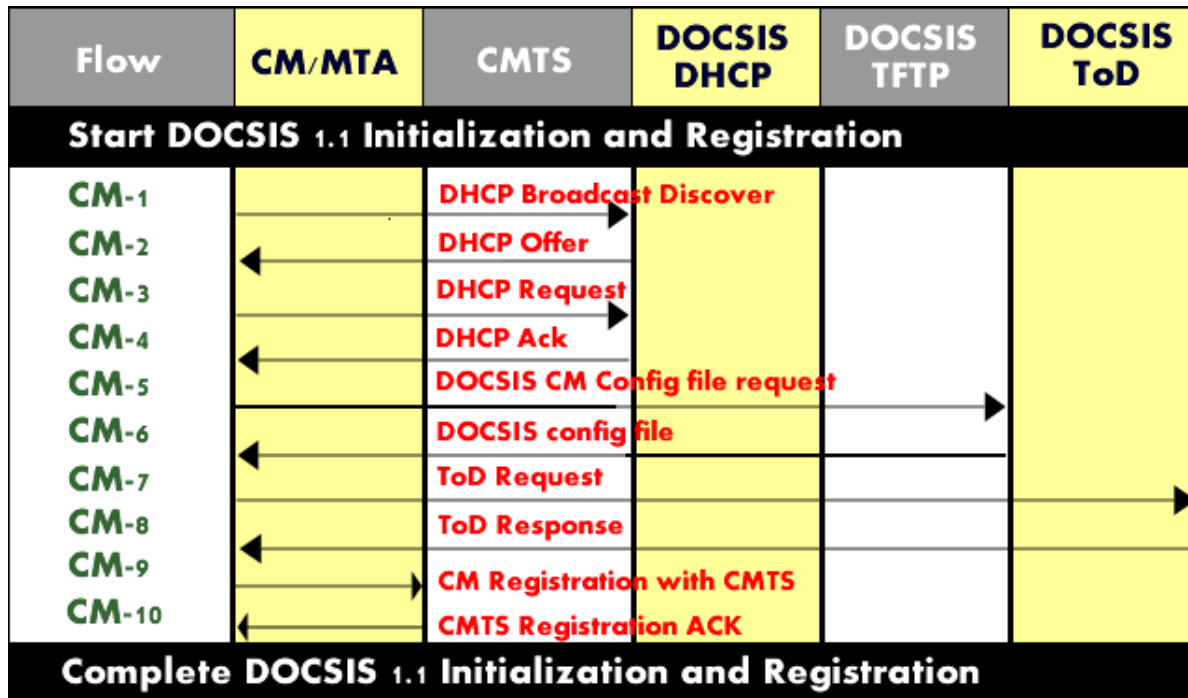 Flow
CM/MTA
CMTS
DOCSIS
DHCP
DOCSIS
TFTP
DOCSIS
ToD
Start DOCSIS 1.1 Initialization and Registration
CM-1
DHCP Broadcast Discover
CM-2
DHCP Offer
CM-3
DHCP Request
CM-4
DHCP Ack
CM-5
DOCSIS CM Config file request
CM-6
DOCSIS config file
CM-7
ToD Request
CM-8
ToD Response
CM-9
CM Registration with CMTS
CM-10
CMTS Registration ACK
Complete DOCSIS 1.1 Initialization and Registration